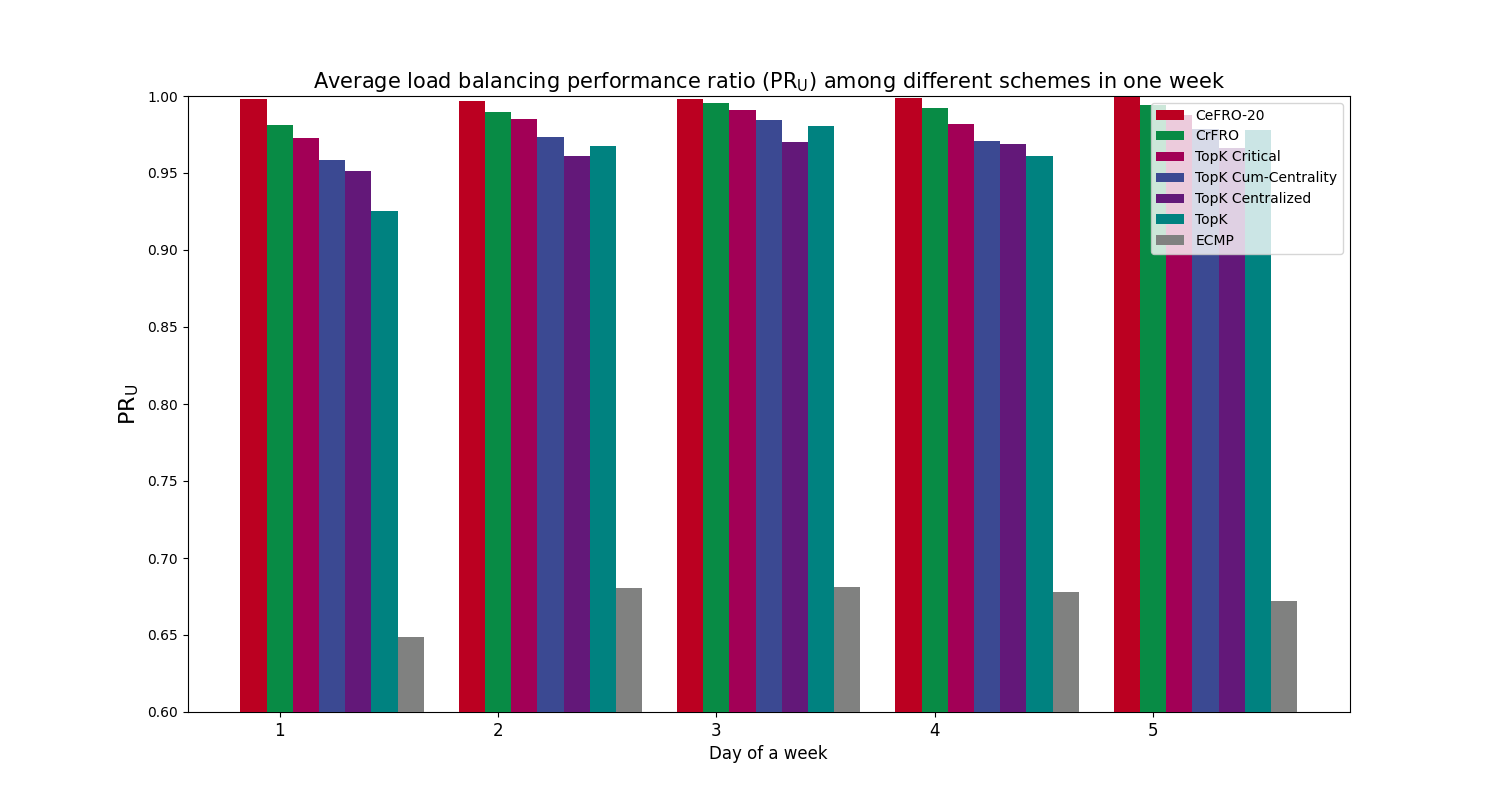 Average load balancing performance ratio (PR_U) among different schemes in one week
1.00
0.95
0.90
0.85
0.80
0.75
0.70
0.65
0.60
PR_U
CeFRO-20
CrFRO
TopK Critical
TopK Cum-Centrality
TopK Centralized
TopK
ECMP
1 2 3 4 5
Day of a week